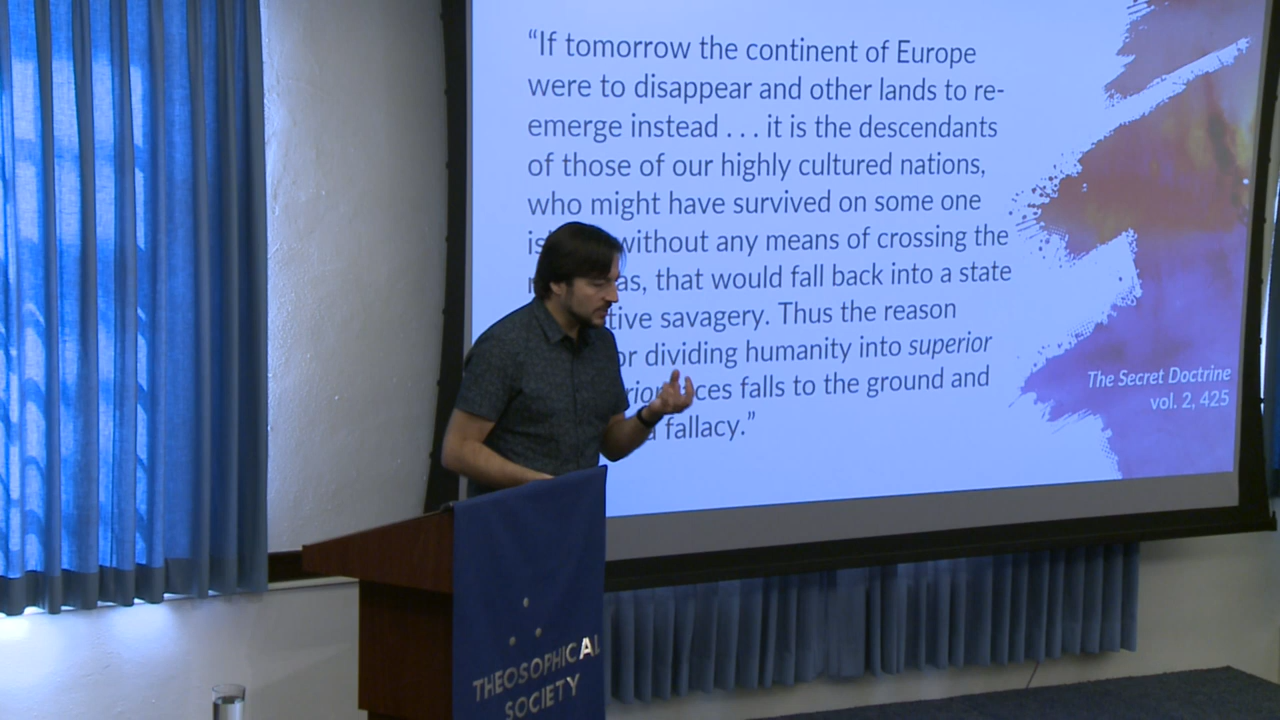 “If tomorrow the continent of Europe
were to disappear and other lands to re-
emerge instead . . . it is the descendants
of those of our highly cultured nations,
who might have survived on some one
without any means of crossing the
that would fall back into a state
savagery. Thus the reason
dividing humanity into superior
falls to the ground and
fallacy.”
The Secret Doctrine
vol. 2, 425
THEOSOPHICAL
SOCIETY